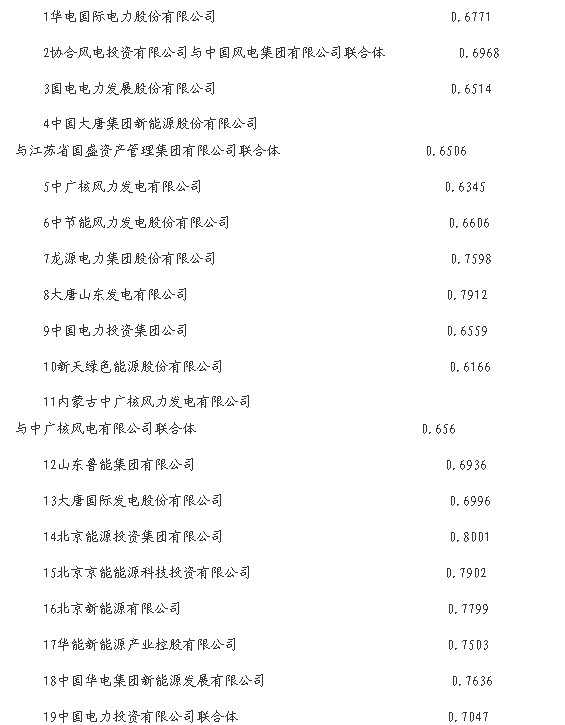 1华电国际电力股份有限公司 0.6771
2协合风电投资有限公司与中国风电集团有限公司联合体 0.6968
3国电电力发展股份有限公司 0.6514
4中国大唐集团新能源股份有限公司
与江苏省国盛资产管理集团有限公司联合体 0.6506
5中广核风力发电有限公司 0.6345
6中节能风力发电股份有限公司 0.6606
7龙源电力集团股份有限公司 0.7598
8大唐山东发电有限公司 0.7912
9中国电力投资集团公司 0.6559
10新天绿色能源股份有限公司 0.6166
11内蒙古中广核风力发电有限公司
与中广核风电有限公司联合体 0.656
12山东鲁能集团有限公司 0.6936
13大唐国际发电股份有限公司 0.6996
14北京能源投资集团有限公司 0.8001
15北京京能能源科技投资有限公司 0.7902
16北京新能源有限公司 0.7799
17华能新能源产业控股有限公司 0.7503
18中国华电集团新能源发展有限公司 0.7636
19中国电力投资有限公司联合体 0.7047